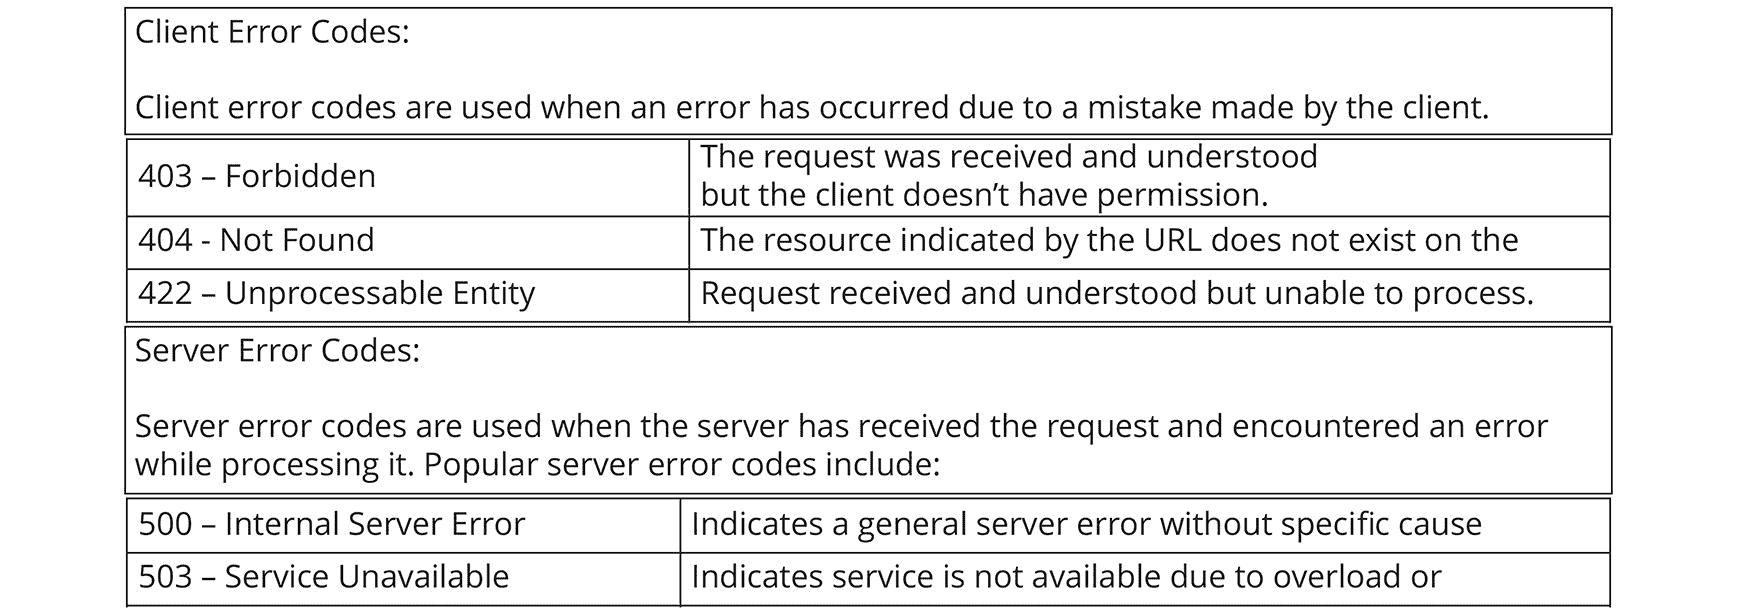 Client Error Codes:
Client error codes are used when an error has occurred due to a mistake made by the client.
403 – Forbidden
The request was received and understood
but the client doesn’t have permission.
404 - Not Found
The resource indicated by the URL does not exist on the
422 – Unprocessable Entity
Request received and understood but unable to process.
Server Error Codes:
Server error codes are used when the server has received the request and encountered an error
while processing it. Popular server error codes include:
500 – Internal Server Error
Indicates a general server error without specific cause
503 – Service Unavailable
Indicates service is not available due to overload or